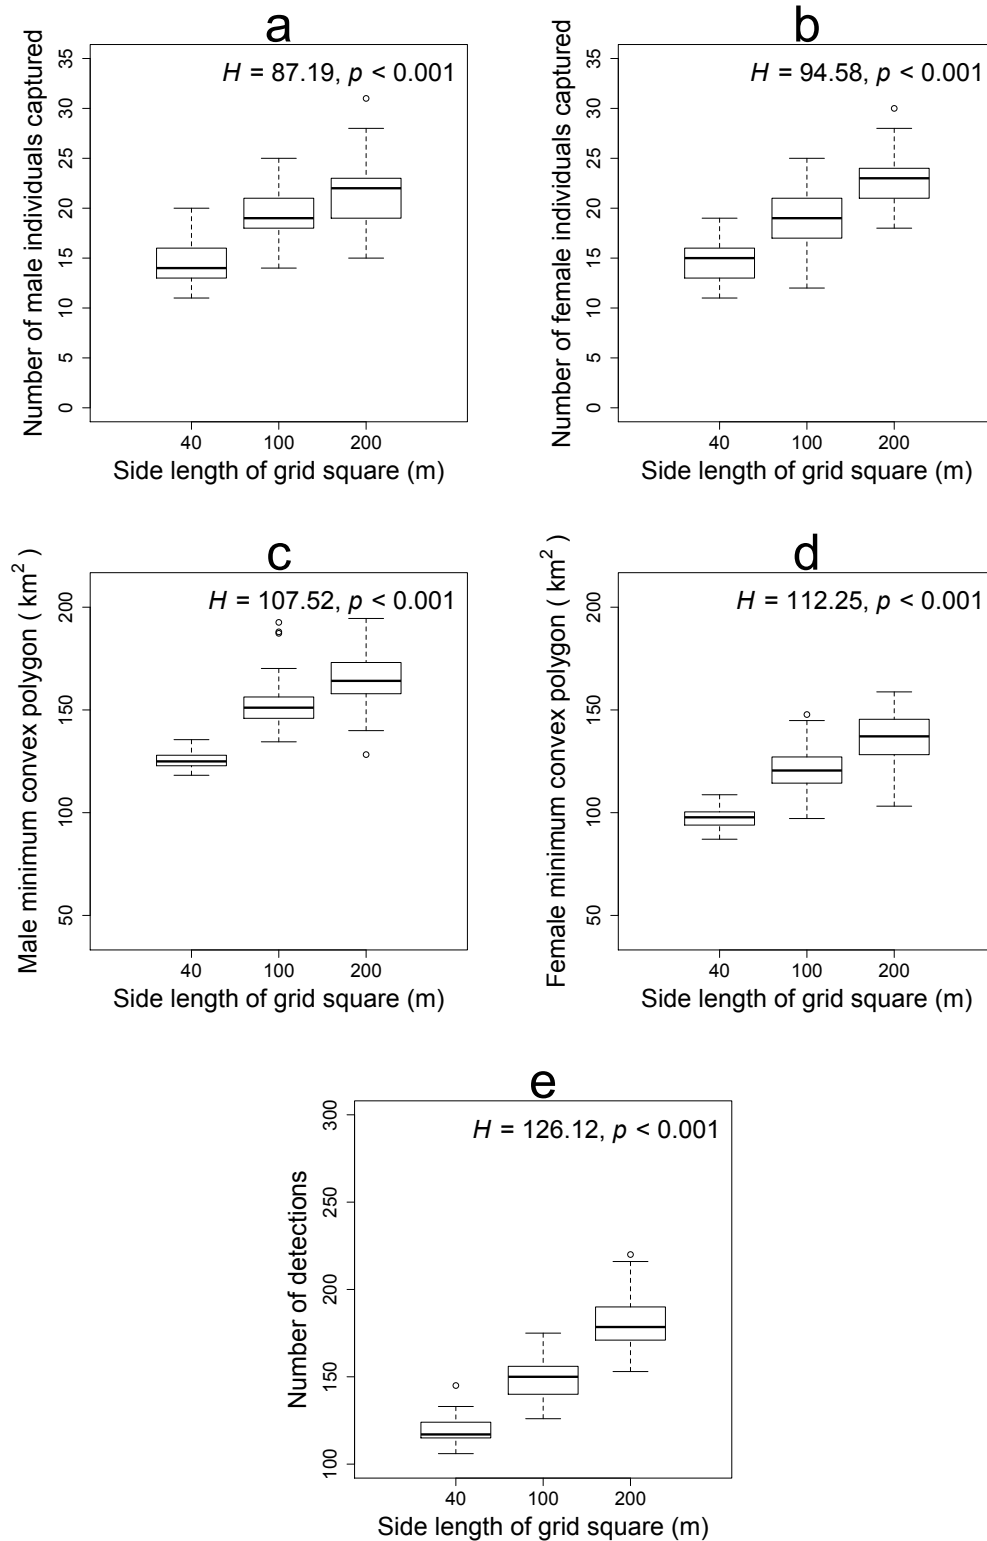 a
H = 87.19, p < 0.001
Number of male individuals captured
35
30
25
20
15
10
5
0
40 100 200
Side length of grid square (m)
b
H = 94.58, p < 0.001
Number of female individuals captured
35
30
25
20
15
10
5
0
40 100 200
Side length of grid square (m)
c
H = 107.52, p < 0.001
Male minimum convex polygon ( km² )
200
150
100
50
40 100 200
Side length of grid square (m)
d
H = 112.25, p < 0.001
Female minimum convex polygon ( km² )
200
150
100
50
40 100 200
Side length of grid square (m)
e
H = 126.12, p < 0.001
Number of detections
300
250
200
150
100
40 100 200
Side length of grid square (m)